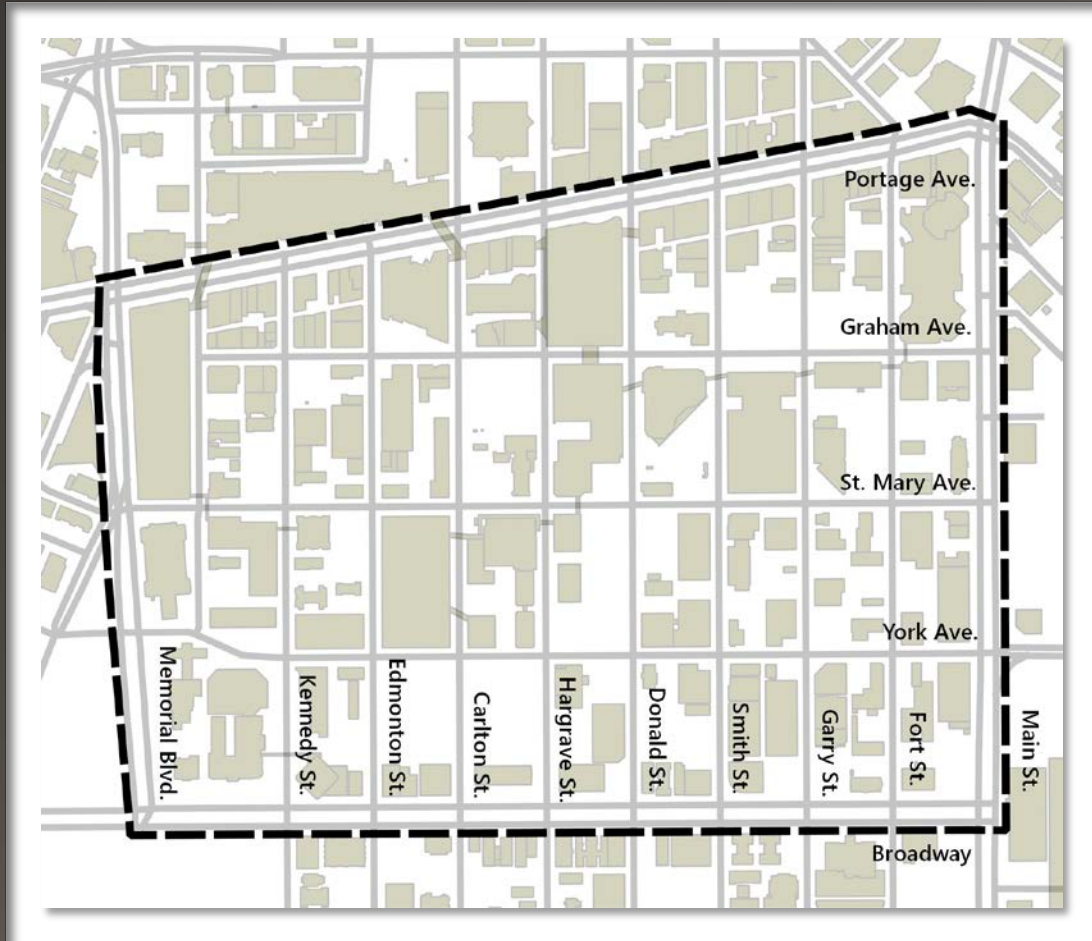 Portage Ave.
Graham Ave.
St. Mary Ave.
York Ave.
Memorial Blvd.
Kennedy St.
Edmonton St.
Carlton St.
Hargrave St.
Donald St.
Smith St.
Garry St.
Fort St.
Main St.
Broadway